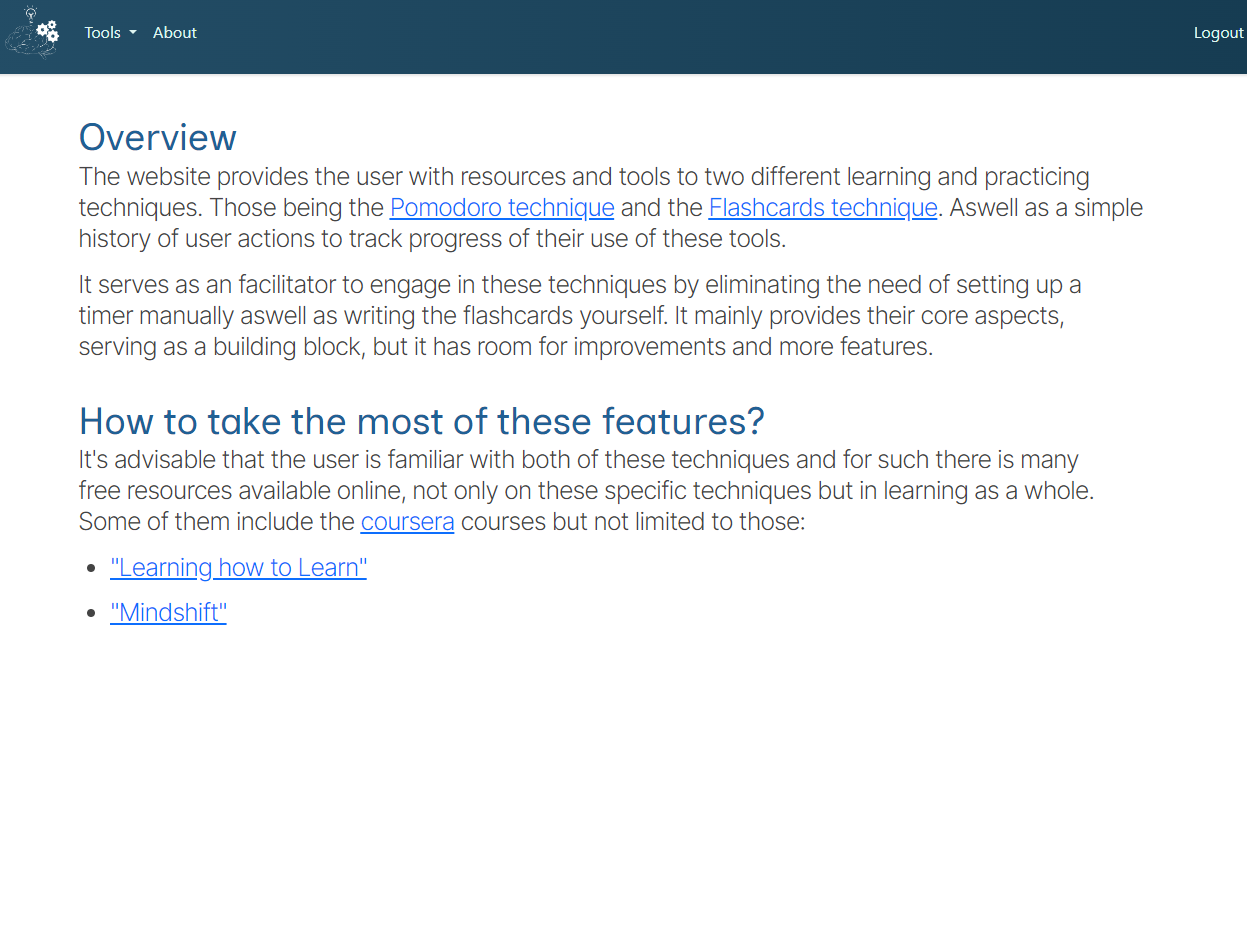 Tools About Logout
Overview
The website provides the user with resources and tools to two different learning and practicing
techniques. Those being the Pomodoro technique and the Flashcards technique. Aswell as a simple
history of user actions to track progress of their use of these tools.
It serves as an facilitator to engage in these techniques by eliminating the need of setting up a
timer manually aswell as writing the flashcards yourself. It mainly provides their core aspects,
serving as a building block, but it has room for improvements and more features.
How to take the most of these features?
It's advisable that the user is familiar with both of these techniques and for such there is many
free resources available online, not only on these specific techniques but in learning as a whole.
Some of them include the coursera courses but not limited to those:
"Learning how to Learn"
"Mindshift"